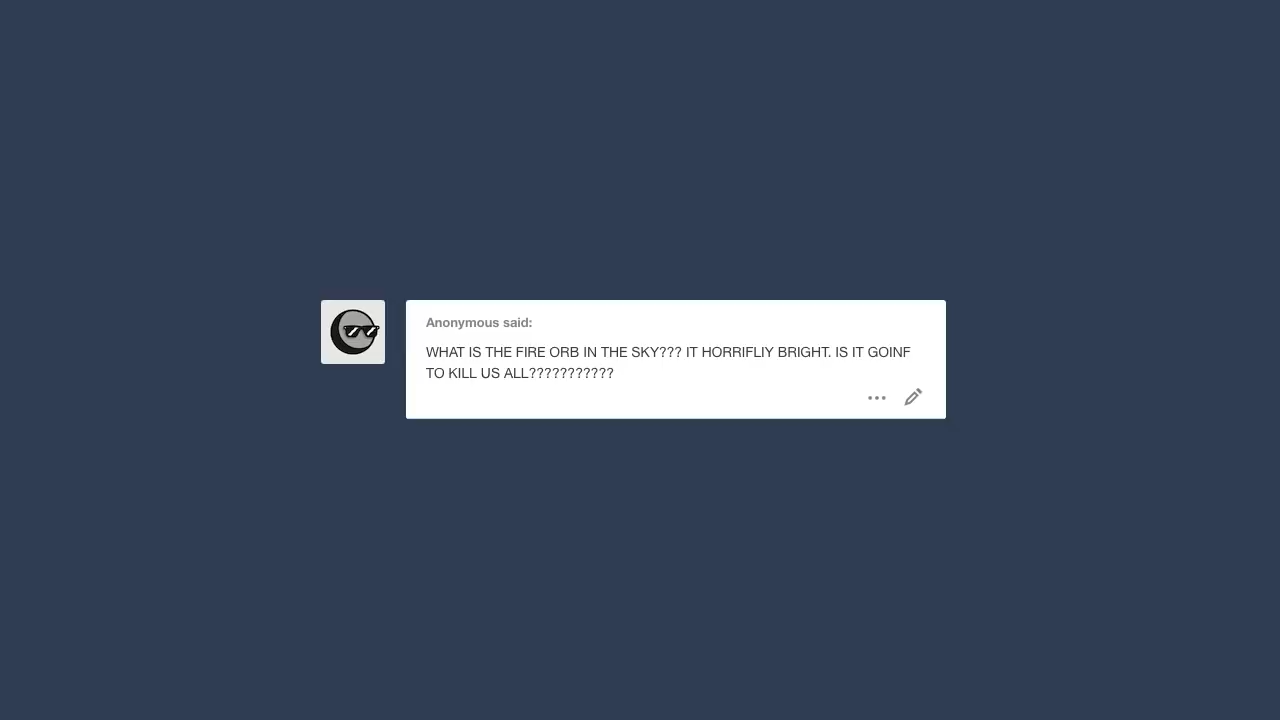 Anonymous said:
WHAT IS THE FIRE ORB IN THE SKY??? IT HORRIFLIY BRIGHT. IS IT GOINF
TO KILL US ALL???????????